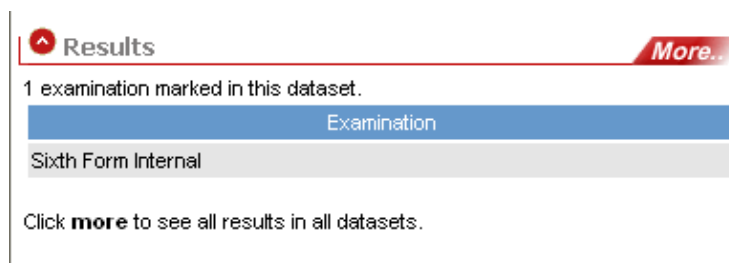 Results
More..
1 examination marked in this dataset.
Examination
Sixth Form Internal
Click more to see all results in all datasets.